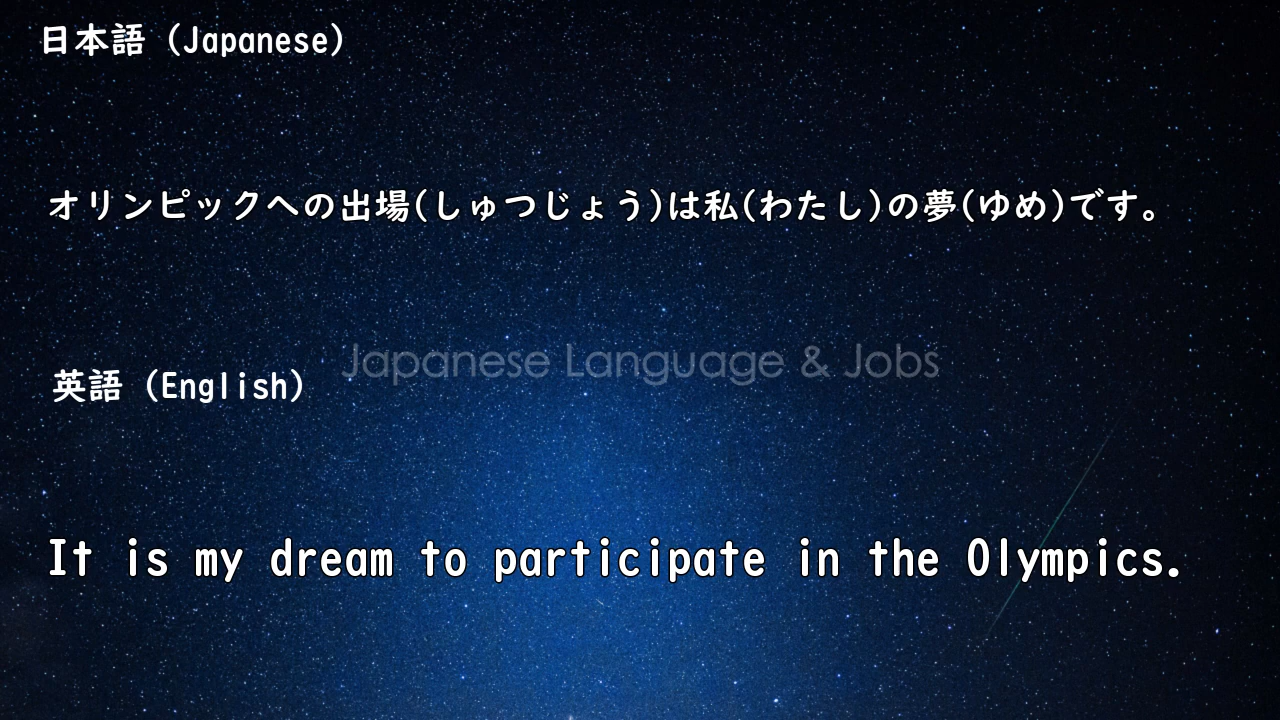 日本語（Japanese）
オリンピックへの出場(しゅつじょう)は私(わたし)の夢(ゆめ)です。
Japanese Language & Jobs
英語（English）
It is my dream to participate in the Olympics.